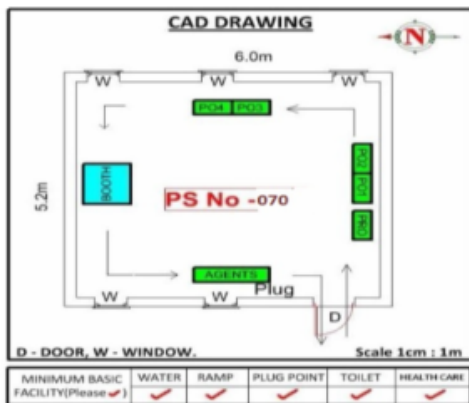 CAD DRAWING
N
6.0m
W W W
PO4 PO3
5.2m
BOOTH
PO2
PO1
PS No -070
PRO
AGENTS
Plug
W W
D
D - DOOR, W - WINDOW. Scale 1cm : 1m
MINIMUM BASIC FACILITY(Please ✓) WATER RAMP PLUG POINT TOILET HEALTH CARE
✓ ✓ ✓ ✓ ✓